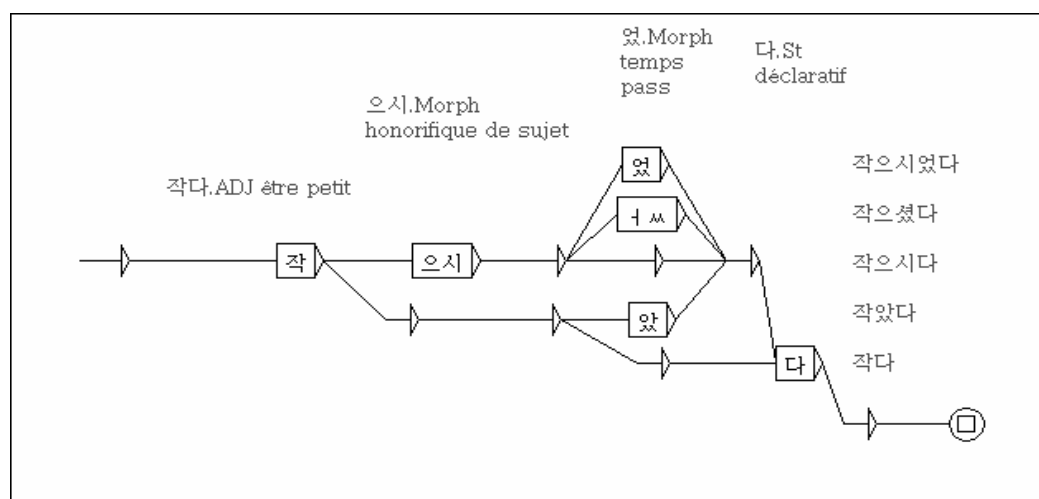 었.Morph
temps
pass
다.St
déclaratif
으시.Morph
honorifique de sujet
작다.ADJ être petit
었
ㅓㅆ
작
으시
았
다
작으시었다
작으셨다
작으시다
작았다
작다